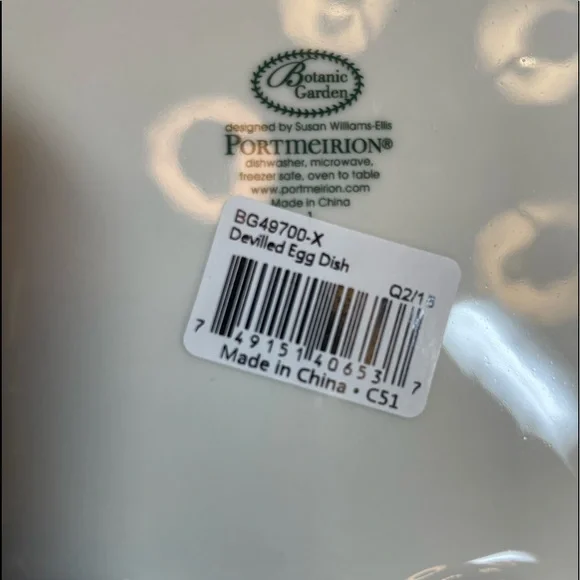 Botanic
Garden
designed by Susan Williams-Ellis
PORTMEIRION®
dishwasher, microwave,
freezer safe, oven to table
www.portmeirion.com
Made in China
1
BG49700-X
Devilled Egg Dish
Q2/18
7 49151 40653 7
Made in China • C51